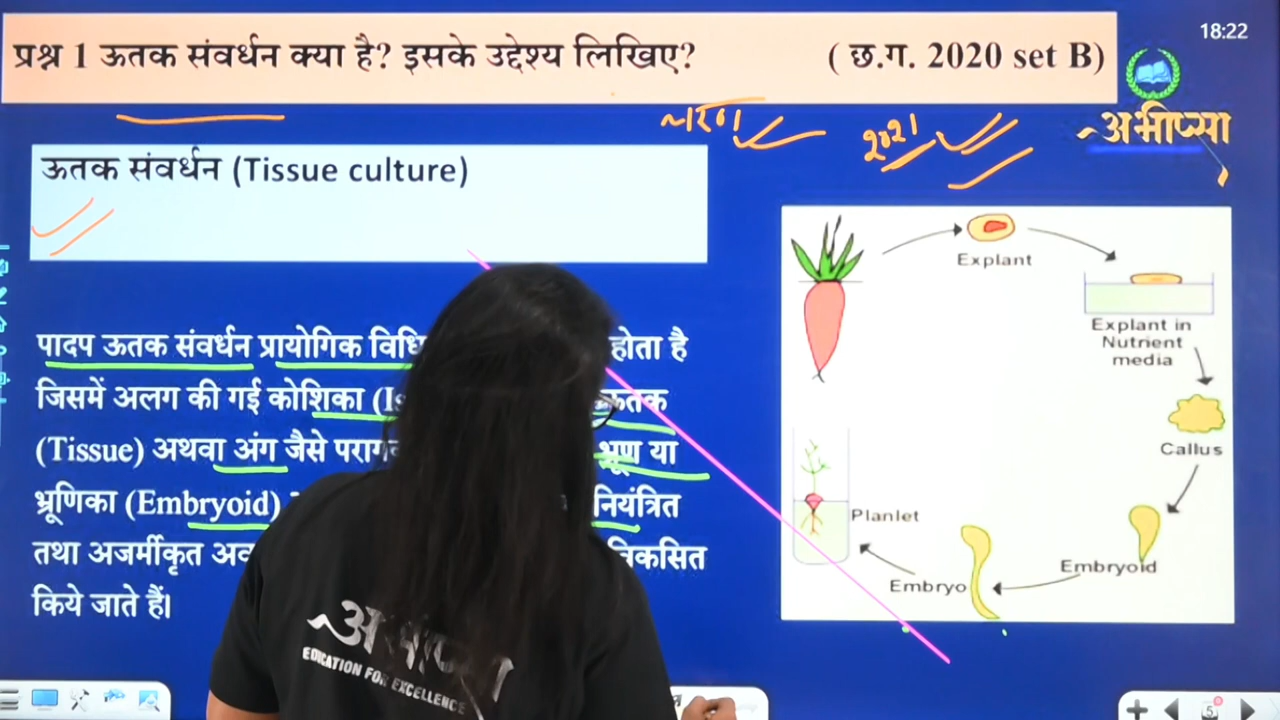 18:22
प्रश्न 1 ऊतक संवर्धन क्या है? इसके उद्देश्य लिखिए? ( छ.ग. 2020 set B)
अभीप्सा
2021
ऊतक संवर्धन (Tissue culture)
पादप ऊतक संवर्धन प्रायोगिक होता है
जिसमें अलग की गई कोशिका ऊतक
(Tissue) अथवा अंग जैसे भ्रूण या
भ्रूणिका (Embryoid) नियंत्रित
तथा अजर्मीकृत विकसित
किये जाते हैं।
Explant
Explant in
Nutrient
media
Callus
Embryoid
Embryo
Planlet
EDUCATION FOR EXCELLENCE
5